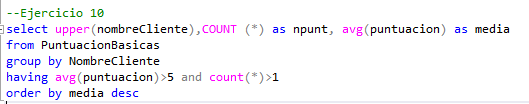 --Ejercicio 10
select upper(nombreCliente),COUNT (*) as npunt, avg(puntuacion) as media
from PuntuacionBasicas
group by NombreCliente
having avg(puntuacion)>5 and count(*)>1
order by media desc